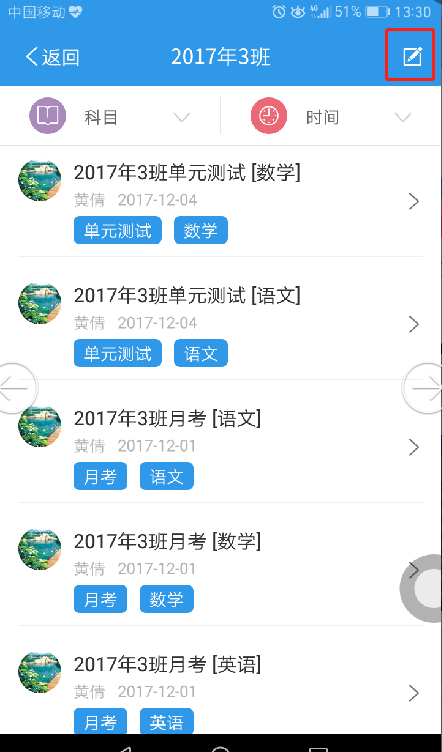 中国移动 46 51% 13:30
返回 2017年3班
科目 时间
2017年3班单元测试 [数学]
黄倩 2017-12-04
单元测试 数学
2017年3班单元测试 [语文]
黄倩 2017-12-04
单元测试 语文
2017年3班月考 [语文]
黄倩 2017-12-01
月考 语文
2017年3班月考 [数学]
黄倩 2017-12-01
月考 数学
2017年3班月考 [英语]
黄倩 2017-12-01
月考 英语